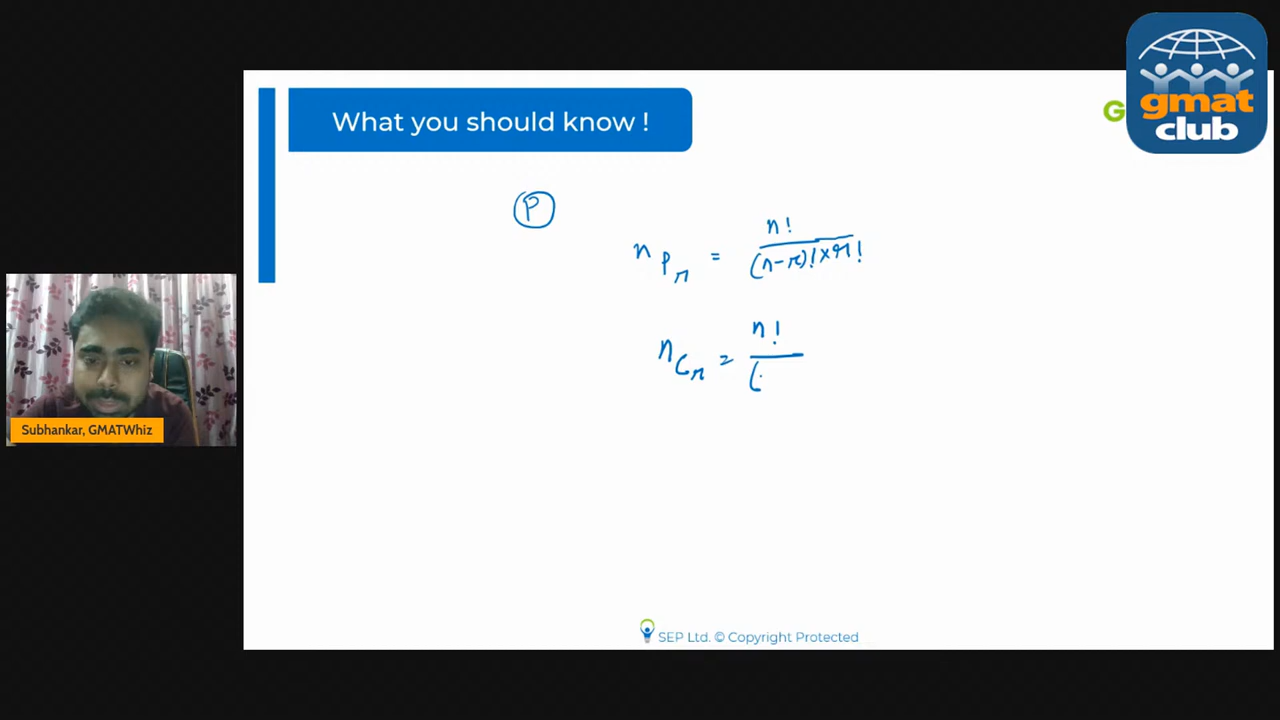 gmat
club
G
What you should know !
P
nPr = n! / (n-r)! × r!
nCr = n! / (
Subhankar, GMATWhiz
SEP Ltd. © Copyright Protected